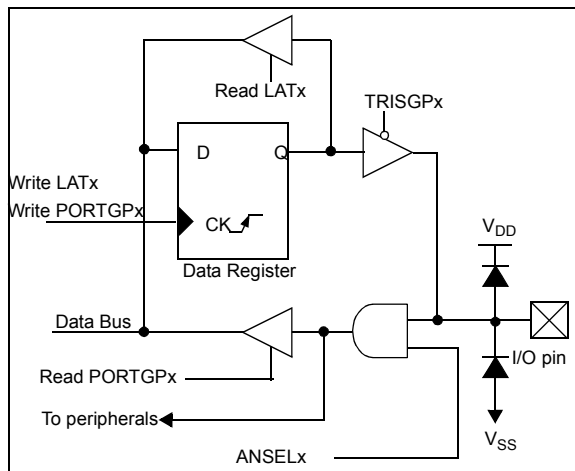 Read LATx
TRISGPx
D
Q
Write LATx
Write PORTGPx
CK
Data Register
VDD
Data Bus
I/O pin
Read PORTGPx
To peripherals
VSS
ANSELx